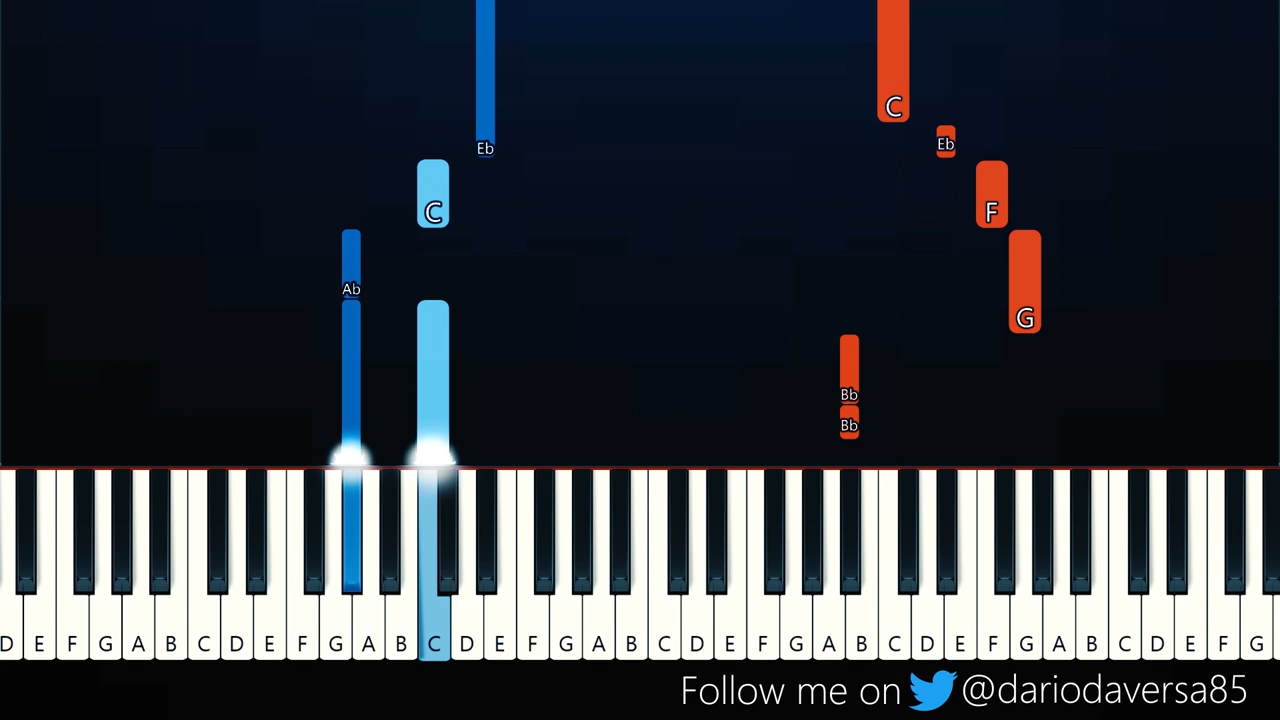 C
Eb Eb
C F
Ab G
Bb
Bb
D E F G A B C D E F G A B C D E F G A B C D E F G A B C D E F G A B C D E F G
Follow me on @dariodaversa85